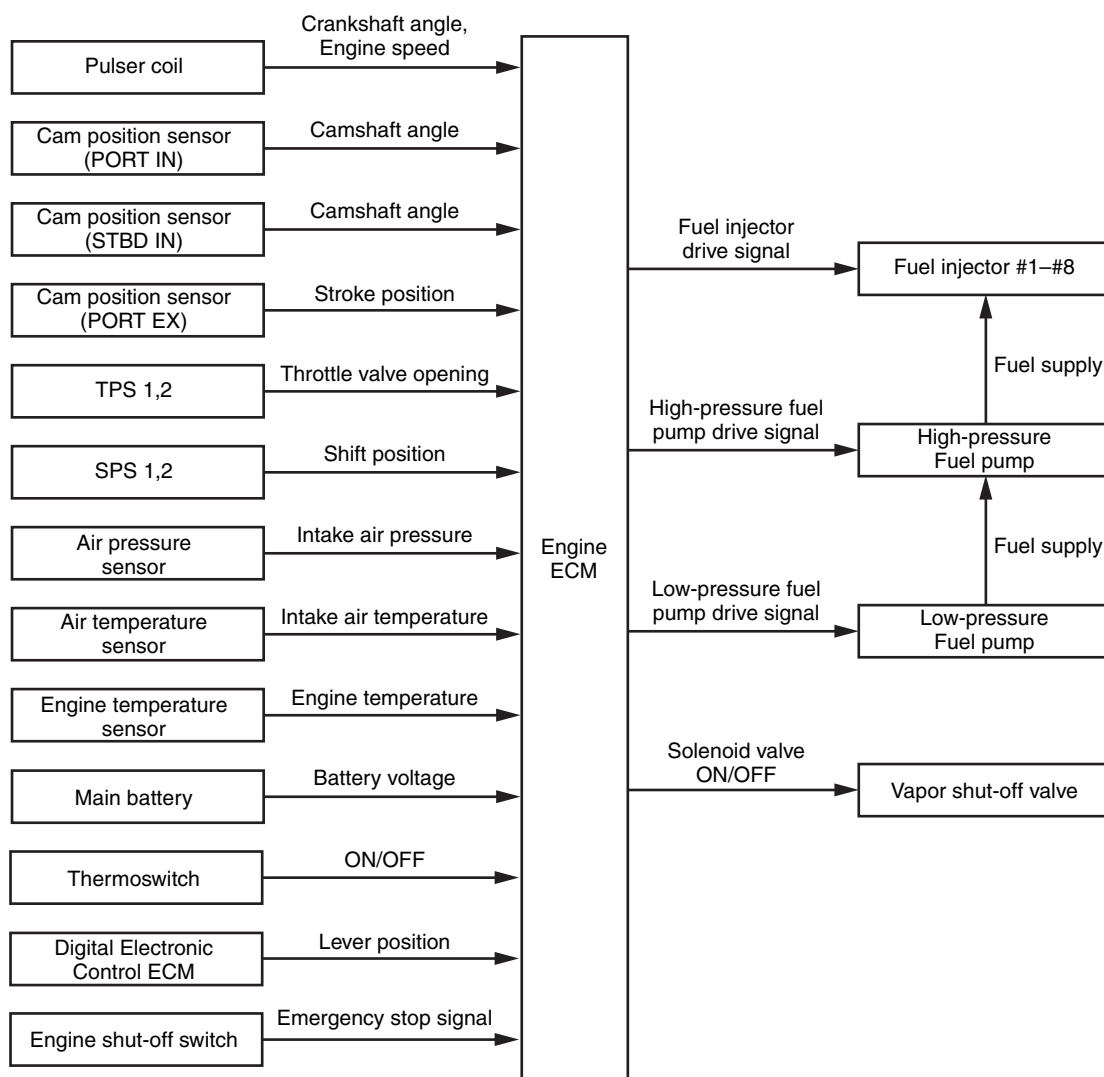 Crankshaft angle,
Engine speed
Pulser coil
Cam position sensor
(PORT IN)
Camshaft angle
Cam position sensor
(STBD IN)
Camshaft angle
Cam position sensor
(PORT EX)
Stroke position
TPS 1,2
Throttle valve opening
SPS 1,2
Shift position
Air pressure
sensor
Intake air pressure
Air temperature
sensor
Intake air temperature
Engine temperature
sensor
Engine temperature
Main battery
Battery voltage
Thermoswitch
ON/OFF
Digital Electronic
Control ECM
Lever position
Engine shut-off switch
Emergency stop signal
Engine
ECM
Fuel injector
drive signal
Fuel injector #1–#8
Fuel supply
High-pressure fuel
pump drive signal
High-pressure
Fuel pump
Fuel supply
Low-pressure fuel
pump drive signal
Low-pressure
Fuel pump
Solenoid valve
ON/OFF
Vapor shut-off valve